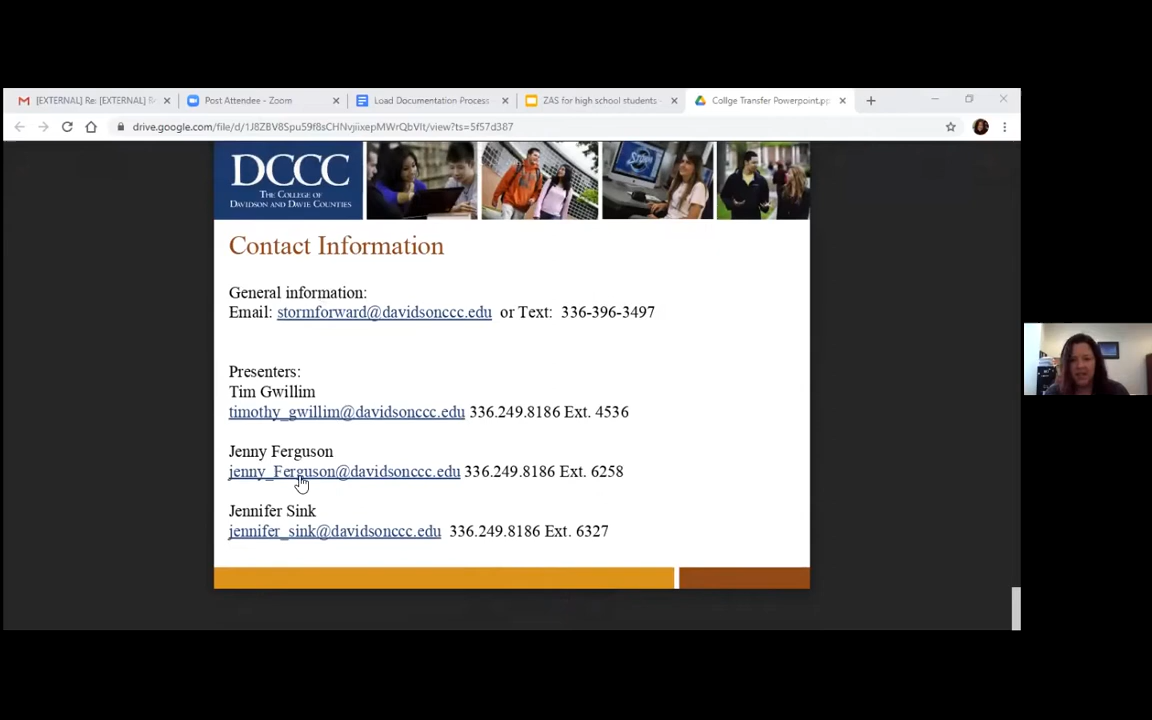 [EXTERNAL] Re: [EXTERNAL] R
Post Attendee - Zoom
Load Documentation Process
ZAS for high school students -
Collge Transfer Powerpoint.pp
drive.google.com/file/d/1J8ZBV8Spu59f8sCHNvjiixepMWrQbVIt/view?ts=5f57d387
DCCC
THE COLLEGE OF
DAVIDSON AND DAVIE COUNTIES
STORM
Contact Information
General information:
Email: stormforward@davidsonccc.edu or Text: 336-396-3497
Presenters:
Tim Gwillim
timothy_gwillim@davidsonccc.edu 336.249.8186 Ext. 4536
Jenny Ferguson
jenny_Ferguson@davidsonccc.edu 336.249.8186 Ext. 6258
Jennifer Sink
jennifer_sink@davidsonccc.edu 336.249.8186 Ext. 6327